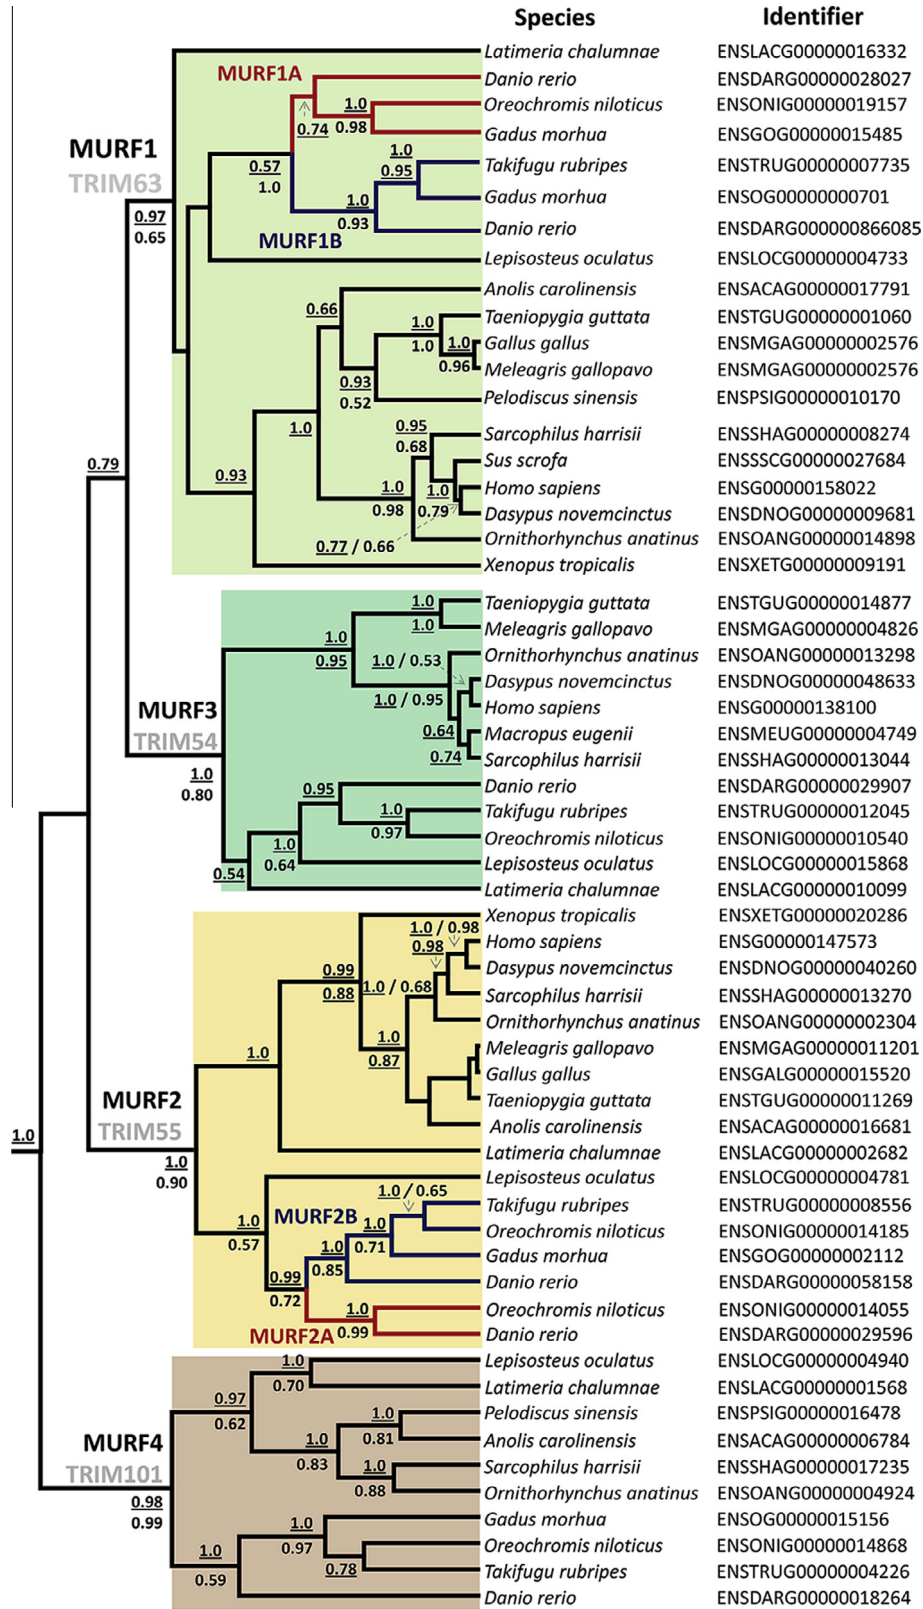 Species Identifier
Latimeria chalumnae ENSLACG00000016332
MURF1A
Danio rerio ENSDARG00000028027
1.0
Oreochromis niloticus ENSONIG00000019157
0.74
0.98
Gadus morhua ENSGOG00000015485
MURF1
TRIM63
1.0
0.57
0.95
Takifugu rubripes ENSTRUG00000007735
1.0
1.0
Gadus morhua ENSOG00000000701
0.97
0.65
0.93
Danio rerio ENSDARG000000866085
MURF1B
Lepisosteus oculatus ENSLOCG00000004733
Anolis carolinensis ENSACAG00000017791
0.66
1.0
Taeniopygia guttata ENSTGUG00000001060
1.0
1.0
Gallus gallus ENSMGAG00000002576
0.96
Meleagris gallopavo ENSMGAG00000002576
0.93
0.52
Pelodiscus sinensis ENSPSIG00000010170
1.0
0.95
0.68
Sarcophilus harrisii ENSSHAG00000008274
0.79
0.93
Sus scrofa ENSSSCG00000027684
1.0
1.0
Homo sapiens ENSG00000158022
0.98
0.79
Dasypus novemcinctus ENSDNOG00000009681
0.77 / 0.66
Ornithorhynchus anatinus ENSOANG00000014898
Xenopus tropicalis ENSXETG00000009191
1.0
Taeniopygia guttata ENSTGUG00000014877
1.0
Meleagris gallopavo ENSMGAG00000004826
1.0
0.95
1.0 / 0.53
Ornithorhynchus anatinus ENSOANG00000013298
Dasypus novemcinctus ENSDNOG00000048633
1.0 / 0.95
MURF3
TRIM54
Homo sapiens ENSG00000138100
0.64
Macropus eugenii ENSMEUG00000004749
0.74
Sarcophilus harrisii ENSSHAG00000013044
1.0
0.80
0.95
Danio rerio ENSDARG00000029907
1.0
Takifugu rubripes ENSTRUG00000012045
0.97
Oreochromis niloticus ENSONIG00000010540
1.0
0.64
Lepisosteus oculatus ENSLOCG00000015868
0.54
Latimeria chalumnae ENSLACG00000010099
Xenopus tropicalis ENSXETG00000020286
1.0 / 0.98
0.98
Homo sapiens ENSG00000147573
0.99
0.88
Dasypus novemcinctus ENSDNOG00000040260
1.0 / 0.68
Sarcophilus harrisii ENSSHAG00000013270
Ornithorhynchus anatinus ENSOANG00000002304
1.0
1.0
0.87
Meleagris gallopavo ENSMGAG00000011201
Gallus gallus ENSGALG00000015520
MURF2
TRIM55
Taeniopygia guttata ENSTGUG00000011269
Anolis carolinensis ENSACAG00000016681
1.0
Latimeria chalumnae ENSLACG00000002682
1.0
0.90
Lepisosteus oculatus ENSLOCG00000004781
1.0 / 0.65
MURF2B
Takifugu rubripes ENSTRUG00000008556
1.0
0.57
1.0
0.71
Oreochromis niloticus ENSONIG00000014185
1.0
0.85
Gadus morhua ENSGOG00000002112
0.99
0.72
Danio rerio ENSDARG00000058158
1.0
Oreochromis niloticus ENSONIG00000014055
MURF2A
0.99
Danio rerio ENSDARG00000029596
1.0
Lepisosteus oculatus ENSLOCG00000004940
0.70
Latimeria chalumnae ENSLACG00000001568
0.97
0.62
1.0
Pelodiscus sinensis ENSPSIG00000016478
0.81
Anolis carolinensis ENSACAG00000006784
MURF4
TRIM101
1.0
0.83
1.0
Sarcophilus harrisii ENSSHAG00000017235
0.88
Ornithorhynchus anatinus ENSOANG00000004924
0.98
0.99
Gadus morhua ENSOG00000015156
1.0
0.97
Oreochromis niloticus ENSONIG00000014868
1.0
0.59
0.78
Takifugu rubripes ENSTRUG00000004226
Danio rerio ENSDARG00000018264